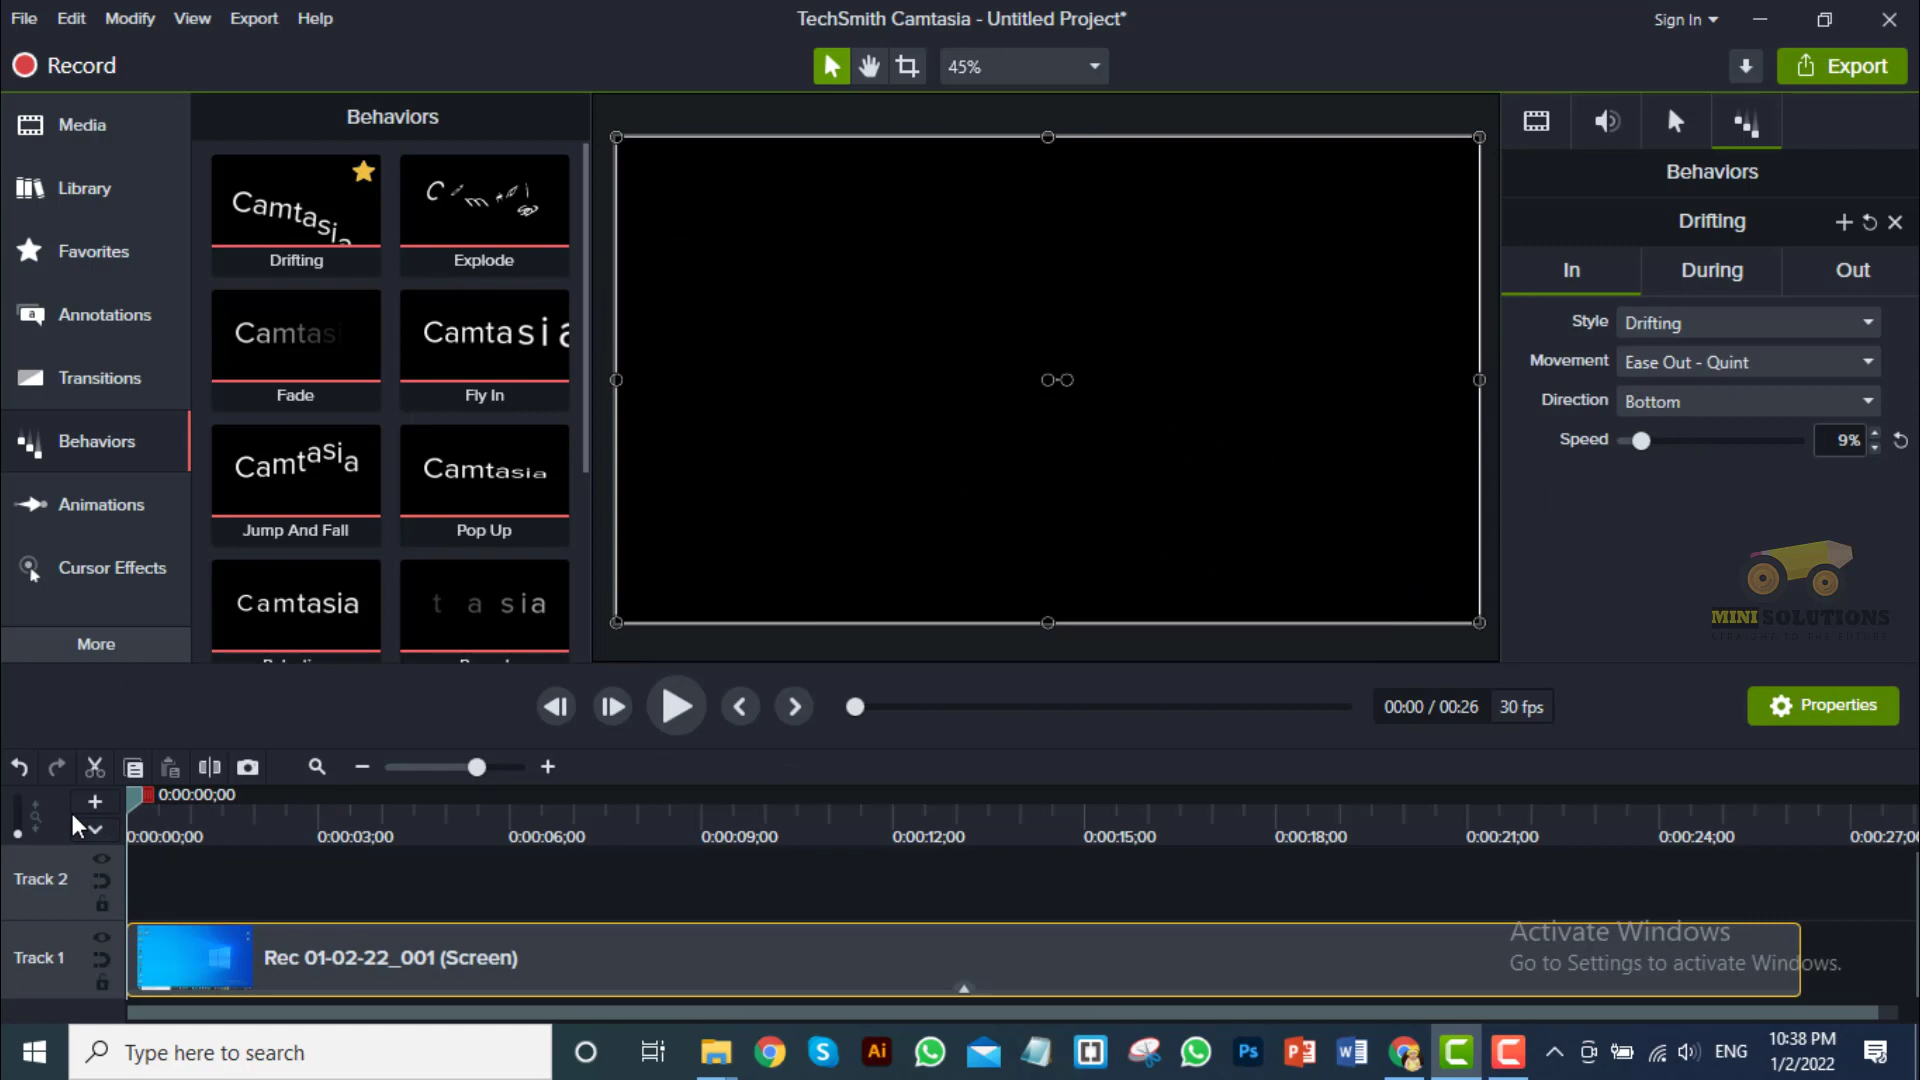 File Edit Modify View Export Help
TechSmith Camtasia - Untitled Project*
Sign In
Record
45%
Export
Media
Library
Favorites
Annotations
Transitions
Behaviors
Animations
Cursor Effects
More
Behaviors
Camtasia
Drifting
Explode
Camtasi
Fade
Camtasia
Fly In
Camtasia
Jump And Fall
Camtasia
Pop Up
Camtasia
t a sia
Behaviors
Drifting
In During Out
Style Drifting
Movement Ease Out - Quint
Direction Bottom
Speed 9%
MINI SOLUTIONS
00:00 / 00:26 30 fps
Properties
0:00:00;00
0:00:00;00 0:00:03;00 0:00:06;00 0:00:09;00 0:00:12;00 0:00:15;00 0:00:18;00 0:00:21;00 0:00:24;00 0:00:27;00
Track 2
Track 1
Rec 01-02-22_001 (Screen)
Activate Windows
Go to Settings to activate Windows.
Type here to search
Ai
Ps
ENG
10:38 PM
1/2/2022